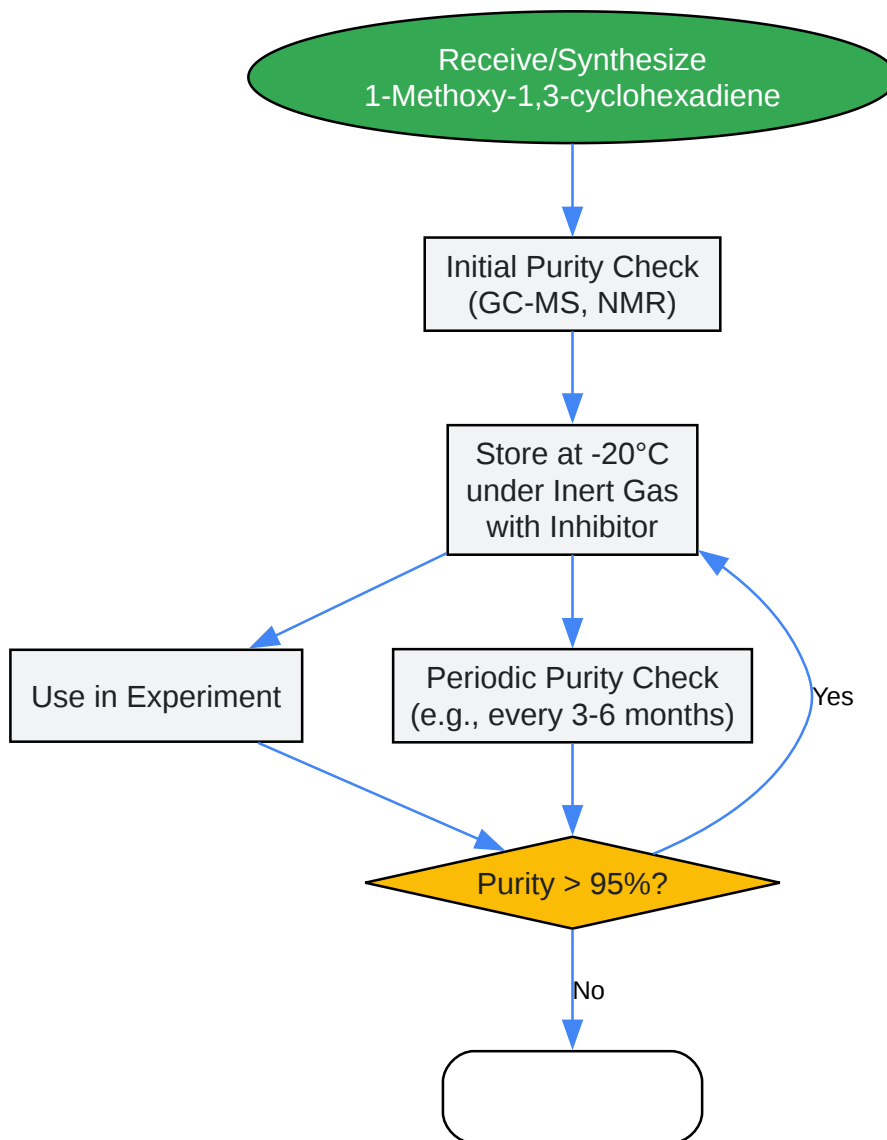 Receive/Synthesize
1-Methoxy-1,3-cyclohexadiene
Initial Purity Check
(GC-MS, NMR)
Store at -20°C
under Inert Gas
with Inhibitor
Use in Experiment
Periodic Purity Check
(e.g., every 3-6 months)
Yes
Purity > 95%?
No